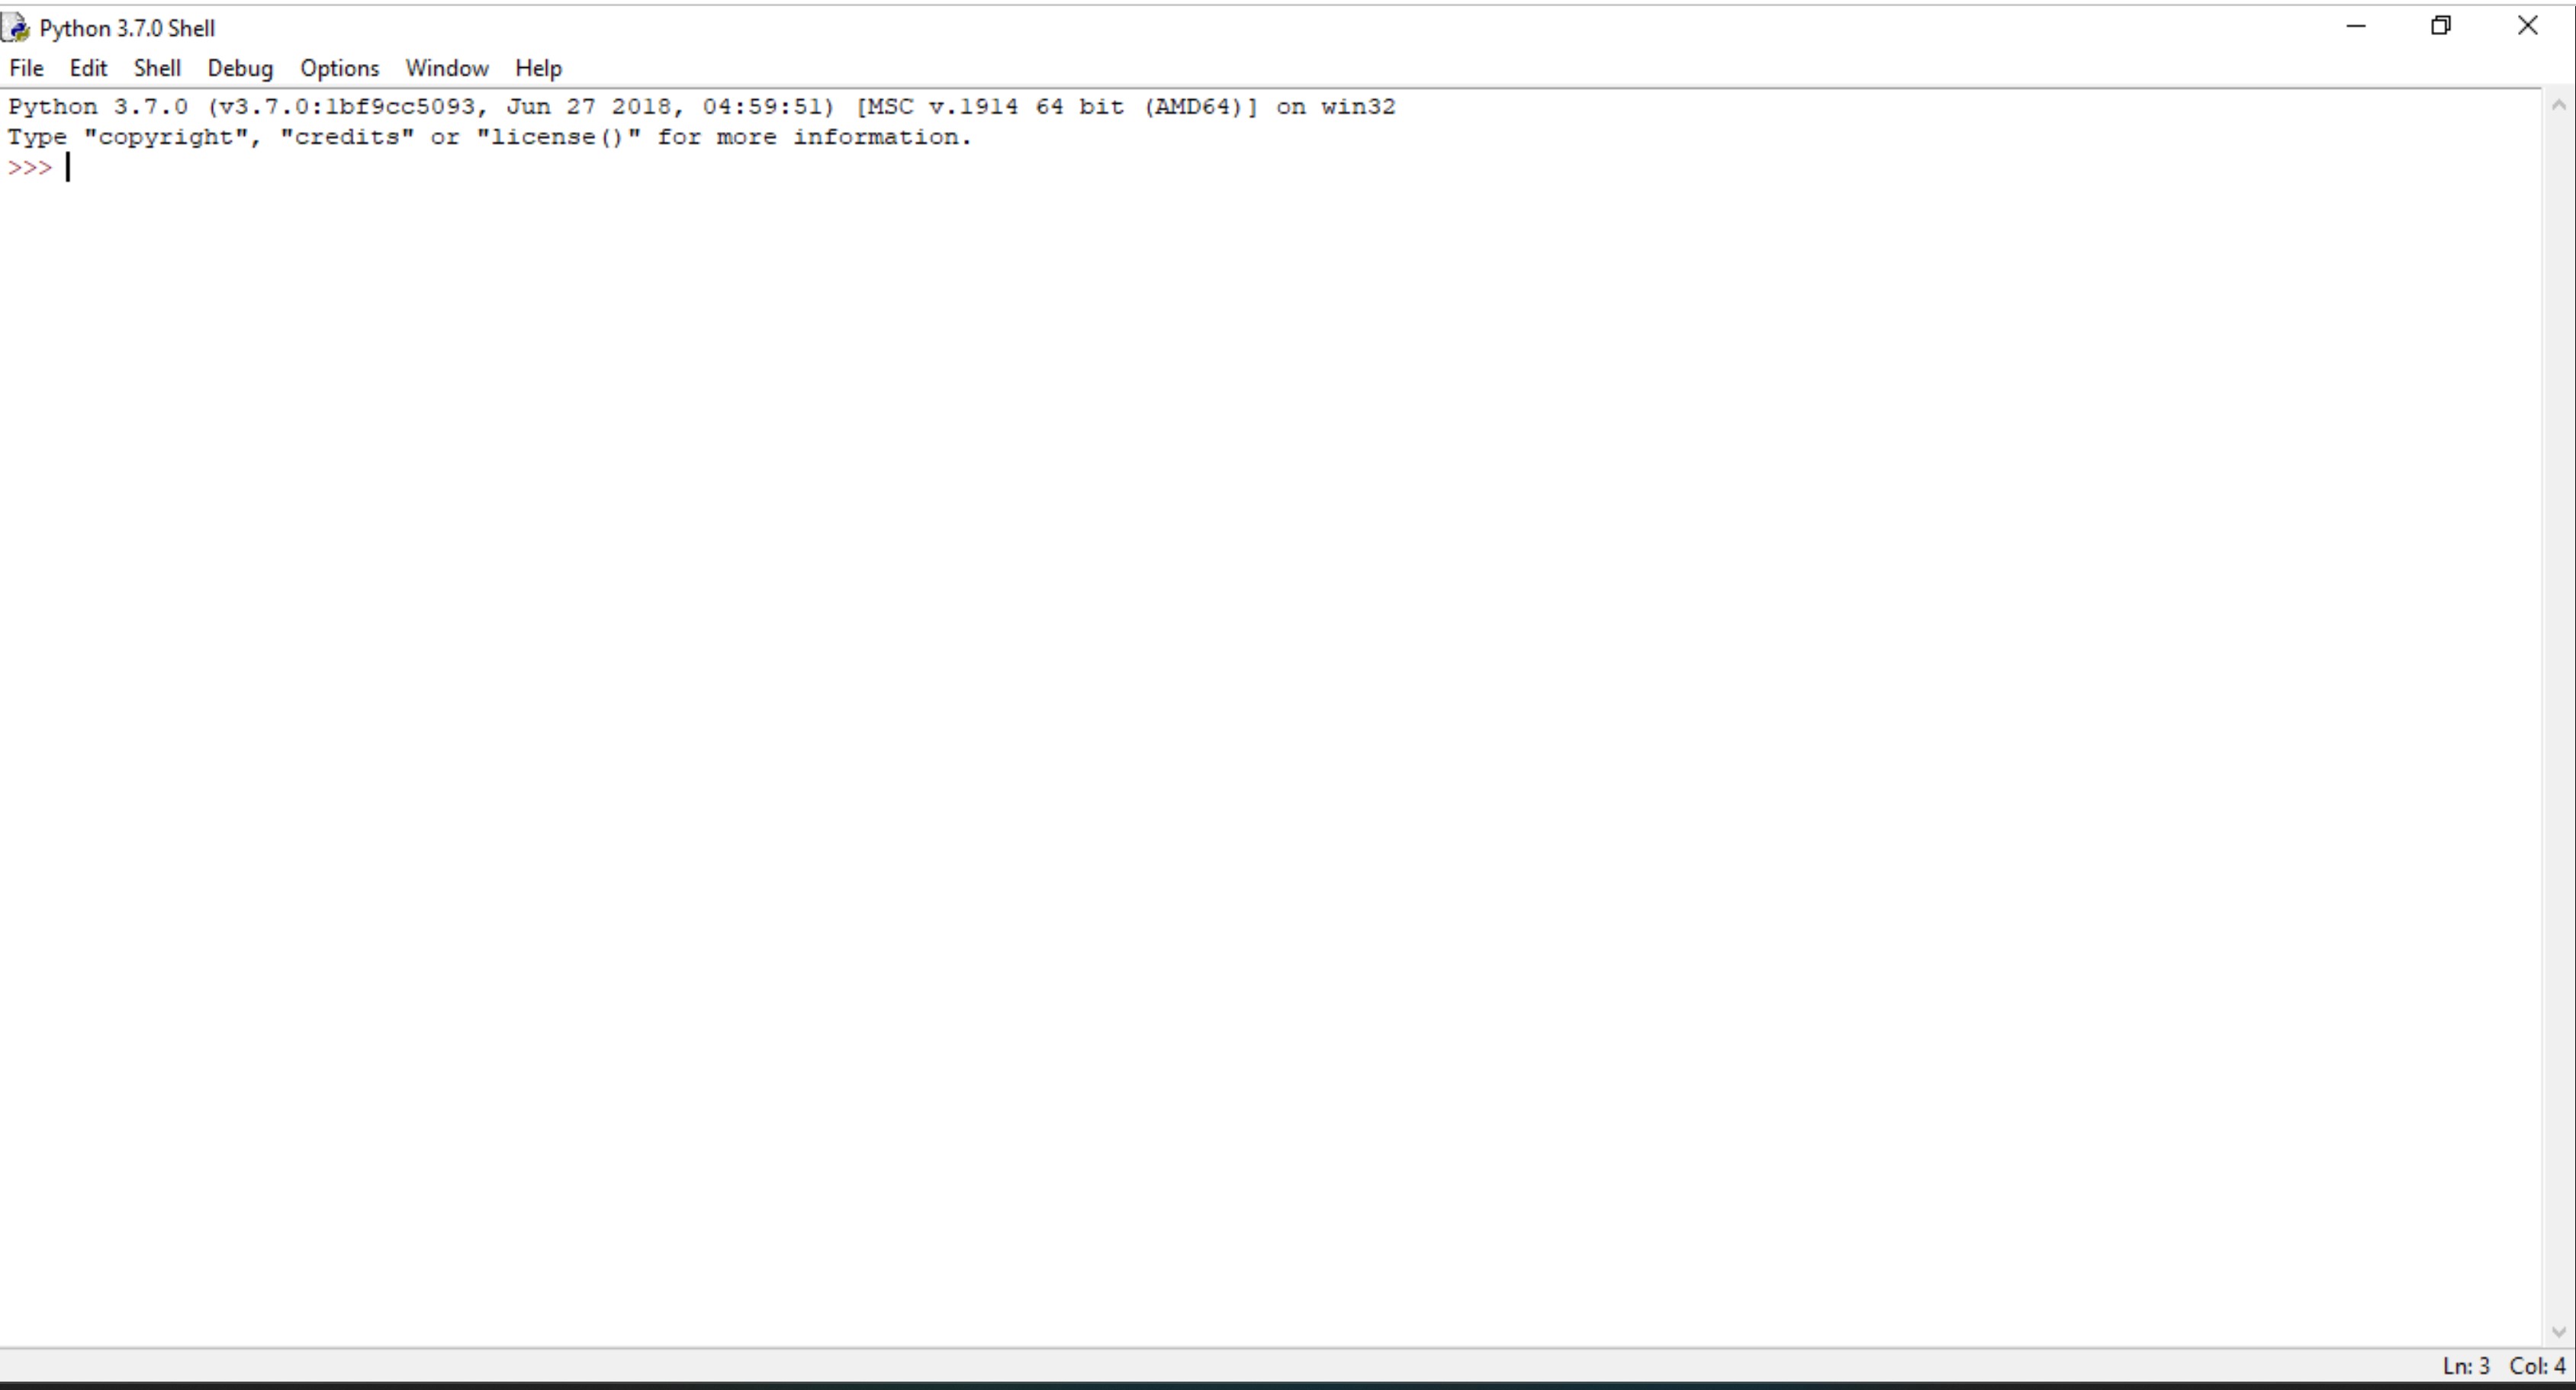 Python 3.7.0 Shell
File Edit Shell Debug Options Window Help
Python 3.7.0 (v3.7.0:1bf9cc5093, Jun 27 2018, 04:59:51) [MSC v.1914 64 bit (AMD64)] on win32
Type "copyright", "credits" or "license()" for more information.
>>>
Ln: 3 Col: 4